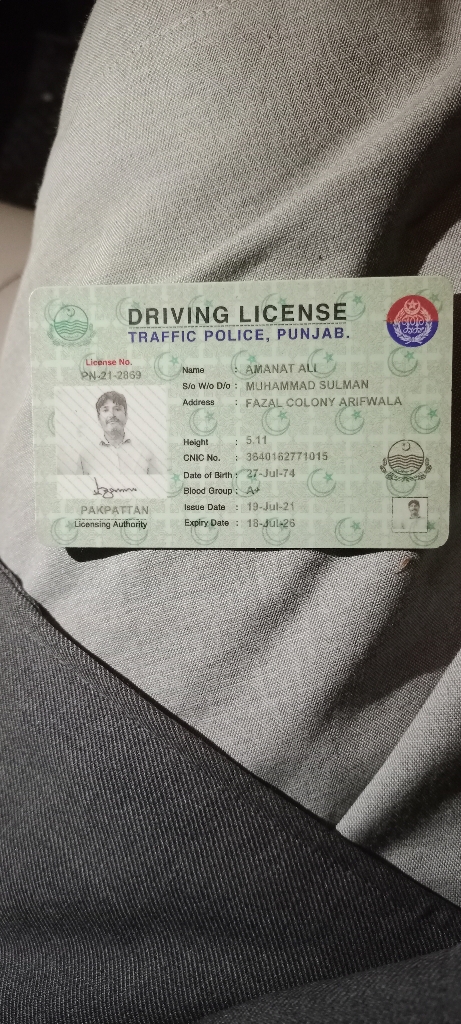 DRIVING LICENSE
TRAFFIC POLICE, PUNJAB.
License No.
PN-21-2869
Name : AMANAT ALI
S/o W/o D/o : MUHAMMAD SULMAN
Address : FAZAL COLONY ARIFWALA
Height : 5.11
CNIC No. : 3640162771015
Date of Birth : 27-Jul-74
Blood Group : A+
Issue Date : 19-Jul-21
Expiry Date : 18-Jul-26
PAKPATTAN
Licensing Authority